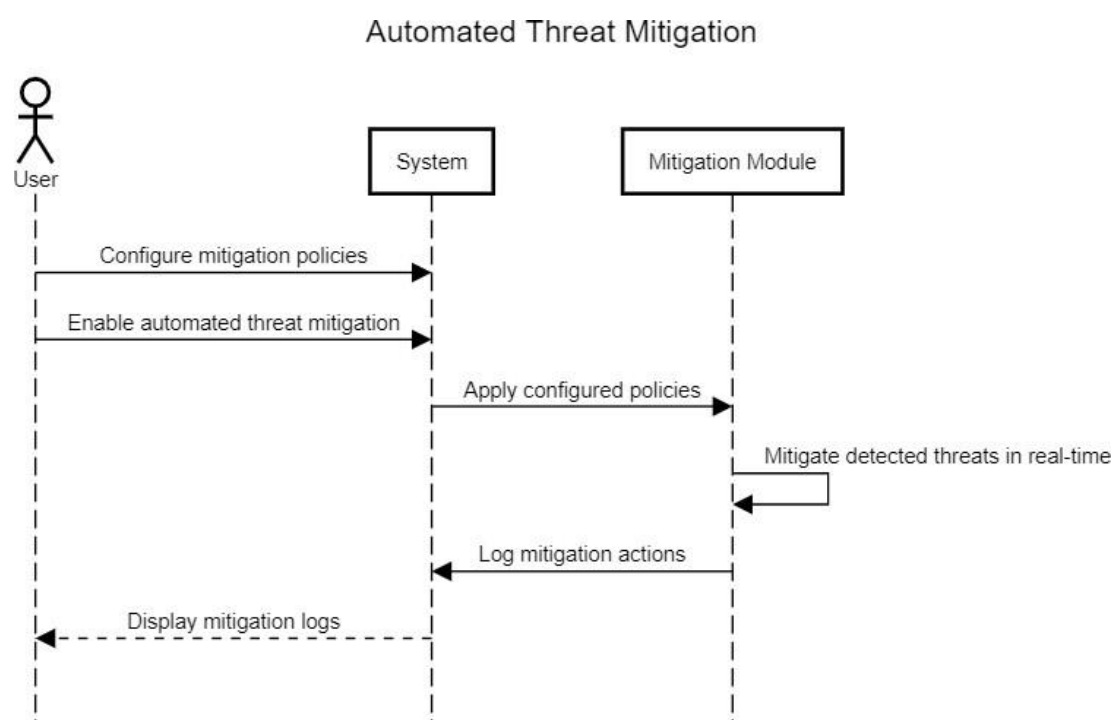 Automated Threat Mitigation
User
System
Mitigation Module
Configure mitigation policies
Enable automated threat mitigation
Apply configured policies
Mitigate detected threats in real-time
Log mitigation actions
Display mitigation logs